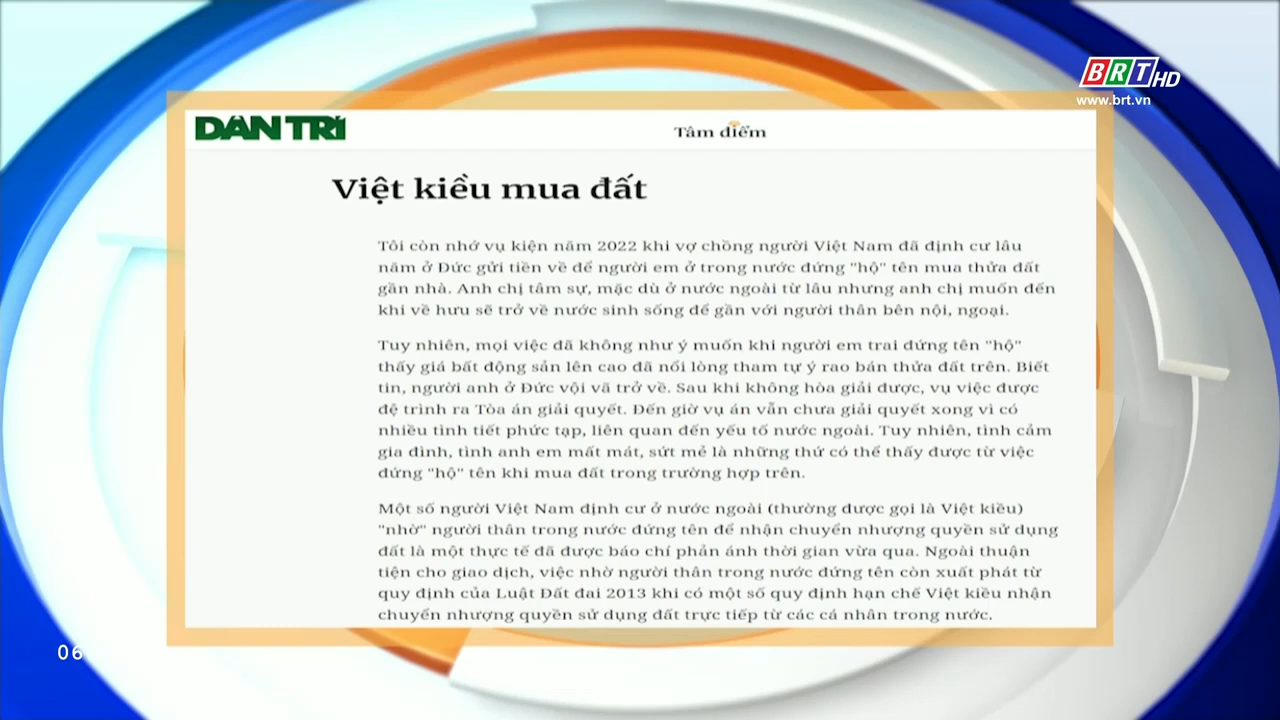 BRT HD
www.brt.vn
DÂN TRÍ
Tâm điểm
Việt kiều mua đất
Tôi còn nhớ vụ kiện năm 2022 khi vợ chồng người Việt Nam đã định cư lâu
năm ở Đức gửi tiền về để người em ở trong nước đứng "hộ" tên mua thửa đất
gần nhà. Anh chị tâm sự, mặc dù ở nước ngoài từ lâu nhưng anh chị muốn đến
khi về hưu sẽ trở về nước sinh sống để gần với người thân bên nội, ngoại.
Tuy nhiên, mọi việc đã không như ý muốn khi người em trai đứng tên "hộ"
thấy giá bất động sản lên cao đã nổi lòng tham tự ý rao bán thửa đất trên. Biết
tin, người anh ở Đức vội vã trở về. Sau khi không hòa giải được, vụ việc được
đệ trình ra Tòa án giải quyết. Đến giờ vụ án vẫn chưa giải quyết xong vì có
nhiều tình tiết phức tạp, liên quan đến yếu tố nước ngoài. Tuy nhiên, tình cảm
gia đình, tình anh em mất mát, sứt mẻ là những thứ có thể thấy được từ việc
đứng "hộ" tên khi mua đất trong trường hợp trên.
Một số người Việt Nam định cư ở nước ngoài (thường được gọi là Việt kiều)
"nhờ" người thân trong nước đứng tên để nhận chuyển nhượng quyền sử dụng
đất là một thực tế đã được báo chí phản ánh thời gian vừa qua. Ngoài thuận
tiện cho giao dịch, việc nhờ người thân trong nước đứng tên còn xuất phát từ
quy định của Luật Đất đai 2013 khi có một số quy định hạn chế Việt kiều nhận
chuyển nhượng quyền sử dụng đất trực tiếp từ các cá nhân trong nước.
06